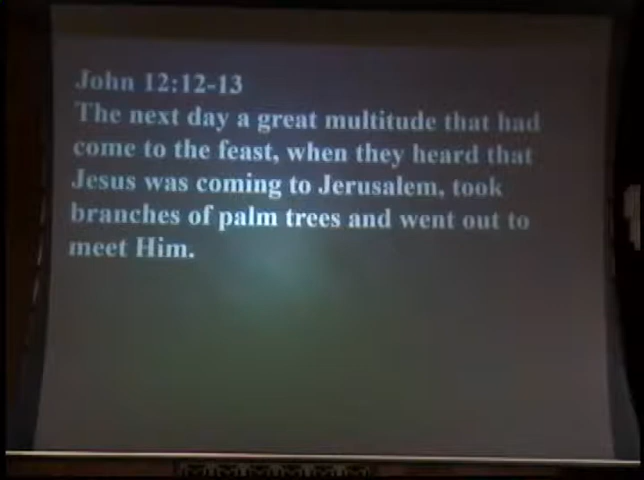 John 12:12-13
The next day a great multitude that had
come to the feast, when they heard that
Jesus was coming to Jerusalem, took
branches of palm trees and went out to
meet Him.